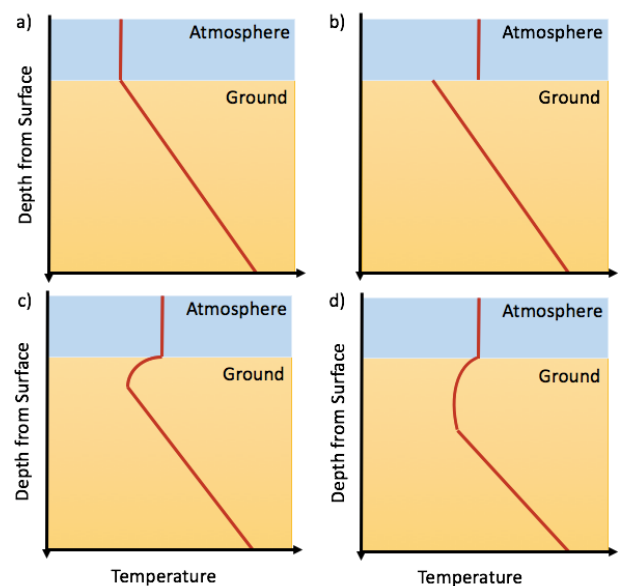 a)
Atmosphere
Ground
Depth from Surface
b)
Atmosphere
Ground
c)
Atmosphere
Ground
Depth from Surface
Temperature
d)
Atmosphere
Ground
Depth from Surface
Temperature